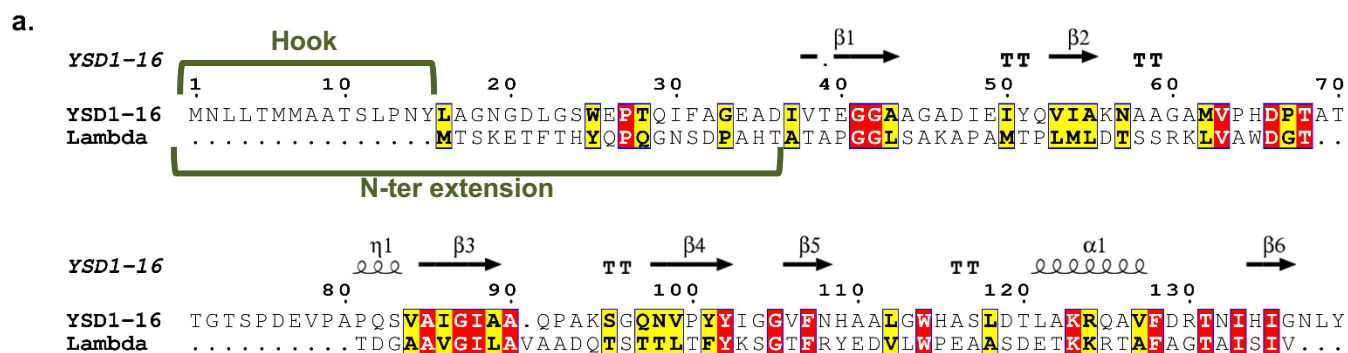 a.
Hook
YSD1-16 β1 TT β2 TT
1 10 20 30 40 50 60 70
YSD1-16 MNLLTMMAATSLPNYLAGNGDLGSWEPTQIFAGEADIVTEGGAAGADIEIYQVIAKNAAGAMVPHDPTAT
Lambda ...............MTSKETFTHYQPQGNSDPAHTATAPGGLSAKAPAMTPLMLDTSSRKLVAWDGT..
N-ter extension
YSD1-16 η1 β3 TT β4 β5 TT α1 β6
80 90 100 110 120 130
YSD1-16 TGTSPDEVPAPQSVAIGIAA.QPAKSGQNVPYYIGGVFNHAALGWHASLDTLAKRQAVFDRTNIHIGNLY
Lambda ..........TDGAAVGILAVAADQTSTTLTFYKSGTFRYEDVLWPEAASDETKKRTAFAGTAISIV...